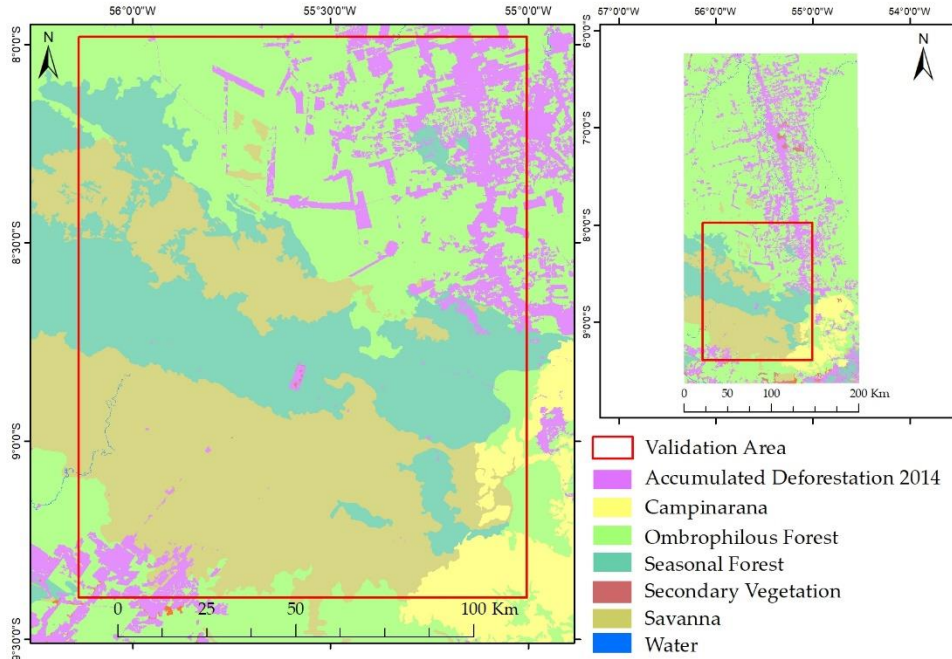 56°0'0"W 55°30'0"W 55°0'0"W
8°0'0"S
8°30'0"S
9°0'0"S
9°30'0"S
N
0 25 50 100 Km
57°0'0"W 56°0'0"W 55°0'0"W 54°0'0"W
6°0'0"S
7°0'0"S
8°0'0"S
9°0'0"S
N
0 50 100 200 Km
Validation Area
Accumulated Deforestation 2014
Campinarana
Ombrophilous Forest
Seasonal Forest
Secondary Vegetation
Savanna
Water